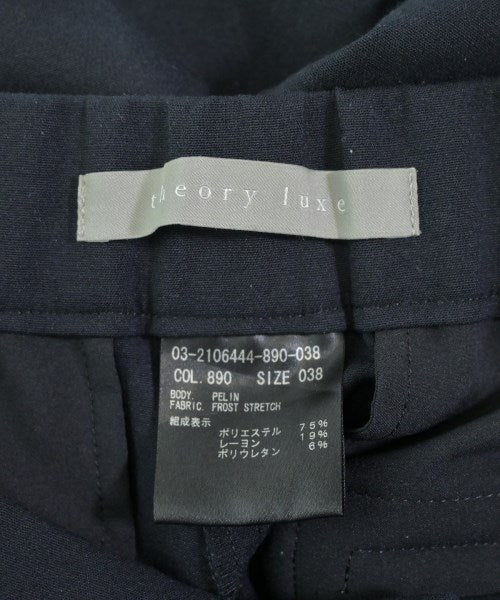 theory luxe
03-2106444-890-038
COL. 890 SIZE 038
BODY. PELIN
FABRIC. FROST STRETCH
組成表示
ポリエステル 75%
レーヨン 19%
ポリウレタン 6%